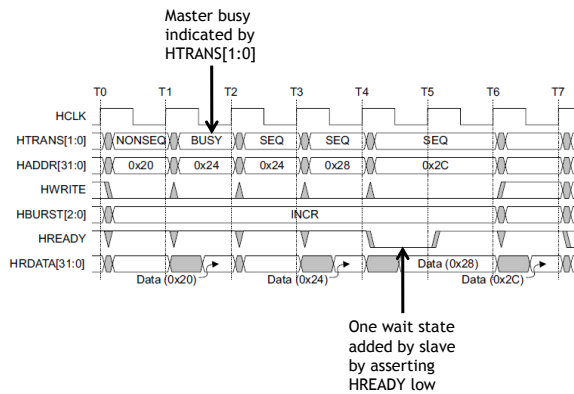 Master busy
indicated by
HTRANS[1:0]
T0 T1 T2 T3 T4 T5 T6 T7
HCLK
HTRANS[1:0] NONSEQ BUSY SEQ SEQ SEQ
HADDR[31:0] 0x20 0x24 0x24 0x28 0x2C
HWRITE
HBURST[2:0] INCR
HREADY
HRDATA[31:0] Data (0x28)
Data (0x20) Data (0x24) Data (0x2C)
One wait state
added by slave
by asserting
HREADY low